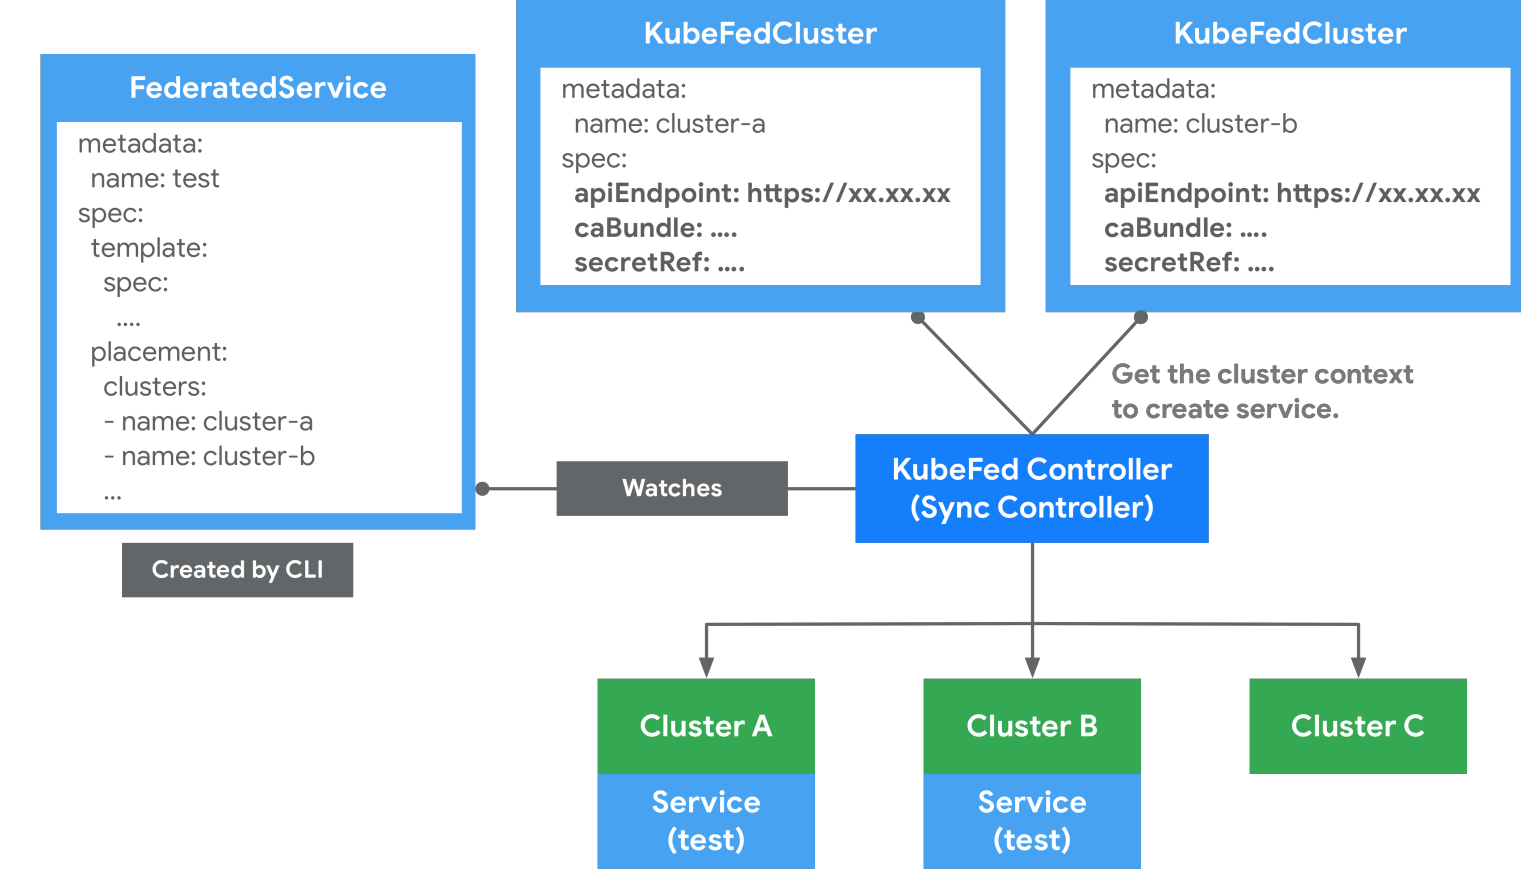 FederatedService
metadata:
name: test
spec:
template:
spec:
....
placement:
clusters:
- name: cluster-a
- name: cluster-b
...
Created by CLI
KubeFedCluster
metadata:
name: cluster-a
spec:
apiEndpoint: https://xx.xx.xx
caBundle: ....
secretRef: ....
KubeFedCluster
metadata:
name: cluster-b
spec:
apiEndpoint: https://xx.xx.xx
caBundle: ....
secretRef: ....
Get the cluster context
to create service.
Watches
KubeFed Controller
(Sync Controller)
Cluster A
Service
(test)
Cluster B
Service
(test)
Cluster C